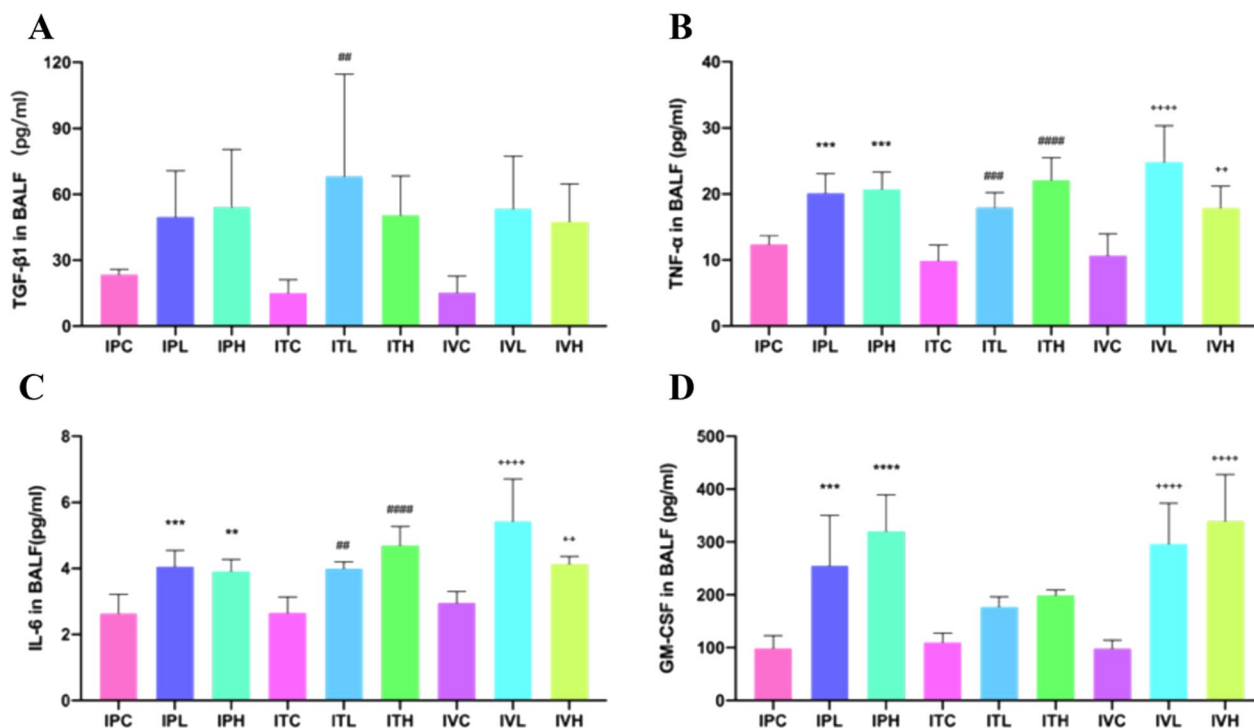 A
TGF-β1 in BALF (pg/ml)
120
90
60
30
0
##
IPC IPL IPH ITC ITL ITH IVC IVL IVH
B
TNF-α in BALF (pg/ml)
40
30
20
10
0
*** *** ### #### ++++ ++
IPC IPL IPH ITC ITL ITH IVC IVL IVH
C
IL-6 in BALF(pg/ml)
8
6
4
2
0
*** ** ## #### ++++ ++
IPC IPL IPH ITC ITL ITH IVC IVL IVH
D
GM-CSF in BALF (pg/ml)
500
400
300
200
100
0
*** **** ++++ ++++
IPC IPL IPH ITC ITL ITH IVC IVL IVH